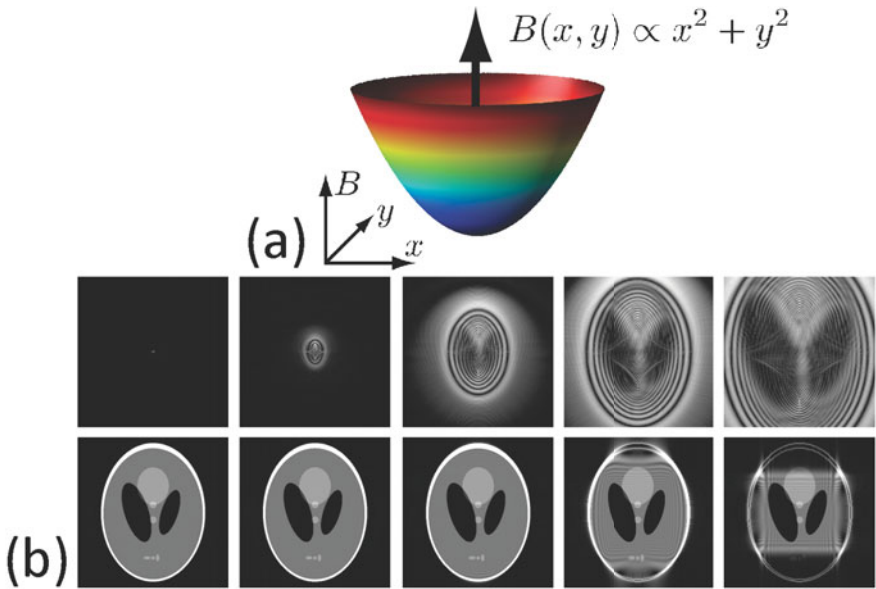 B(x, y) ∝ x² + y²
B
y
x
(a)
(b)